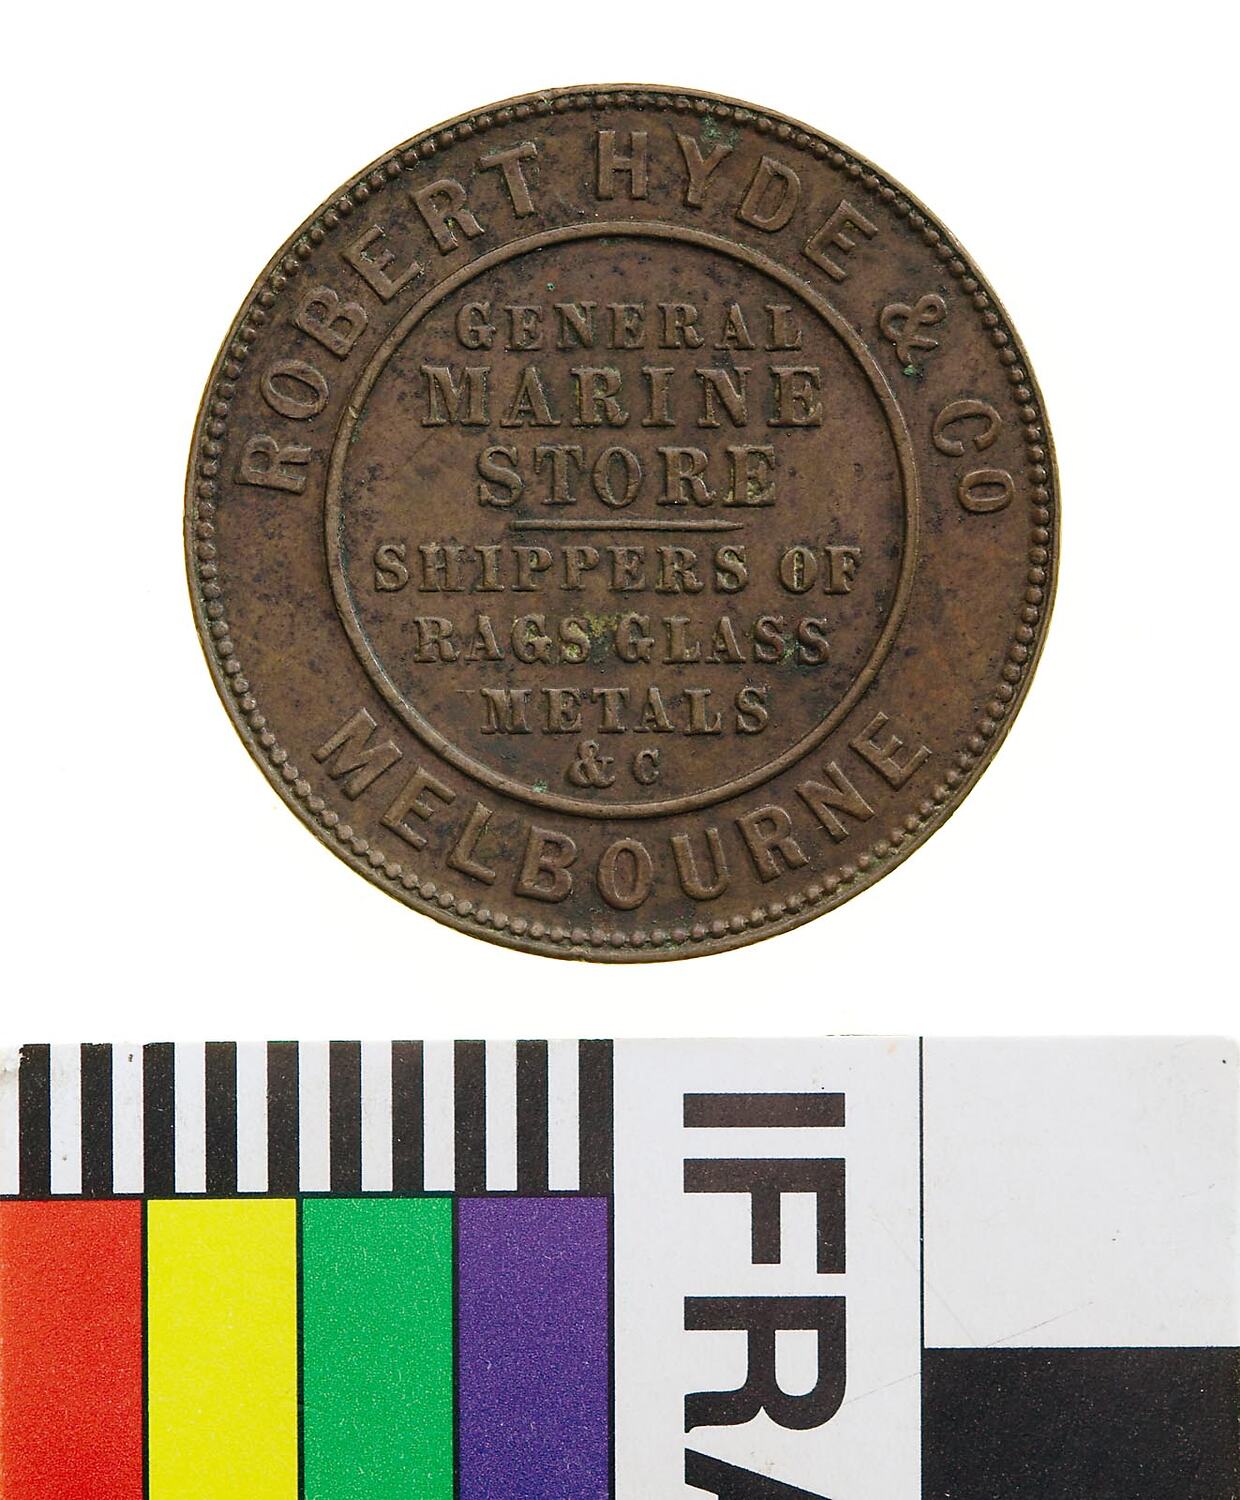 ROBERT HYDE & CO
GENERAL
MARINE
STORE
SHIPPERS OF
RAGS GLASS
METALS
& C
MELBOURNE
IFRA